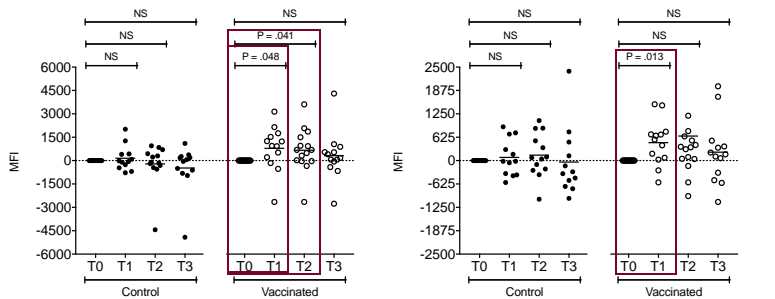 NS
NS
NS
NS
P = .041
P = .048
6000
4500
3000
1500
0
-1500
-3000
-4500
-6000
MFI
T0 T1 T2 T3
T0 T1 T2 T3
Control
Vaccinated
NS
NS
NS
NS
NS
P = .013
2500
1875
1250
625
0
-625
-1250
-1875
-2500
MFI
T0 T1 T2 T3
T0 T1 T2 T3
Control
Vaccinated